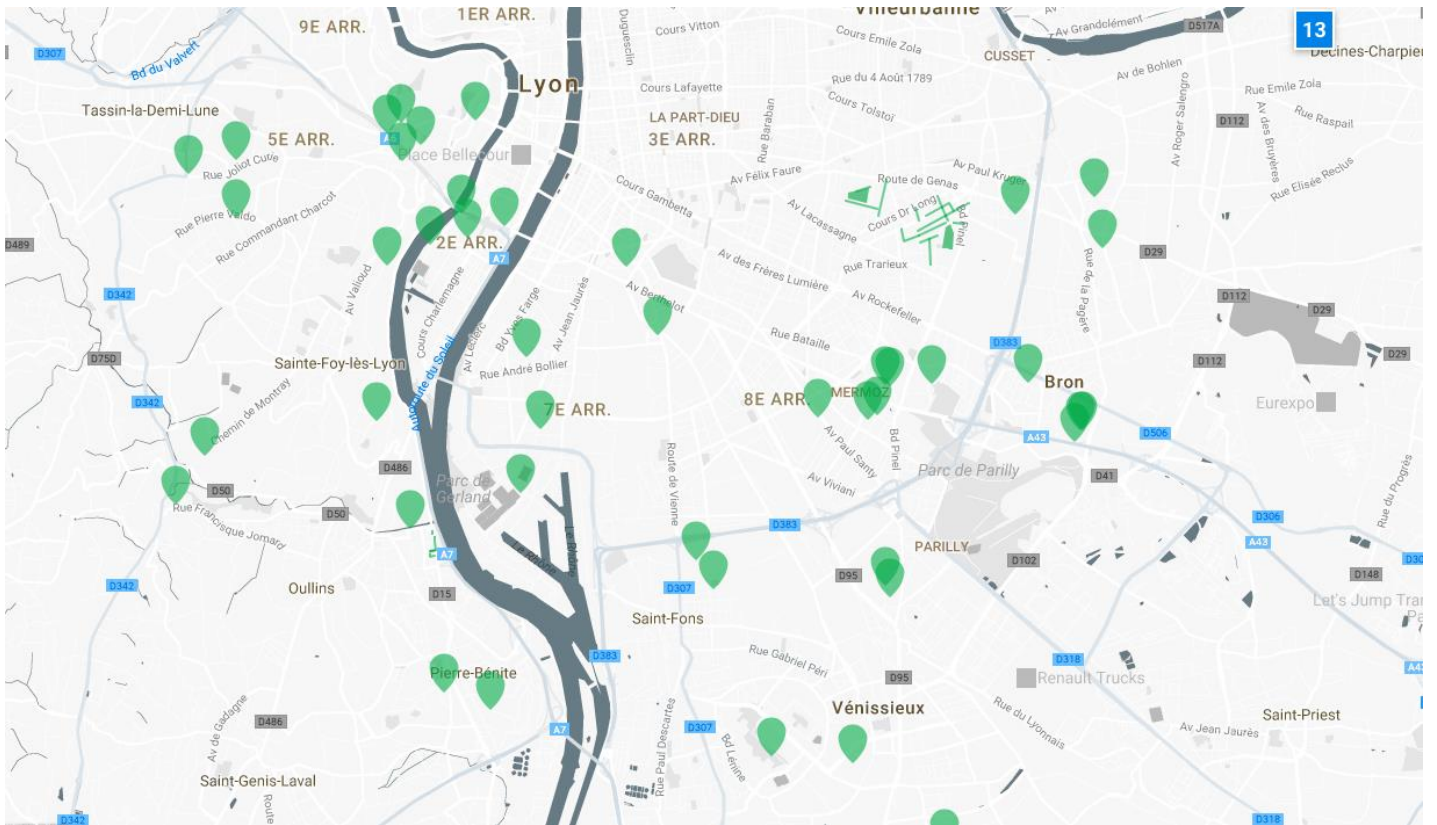 Villeurbanne
1ER ARR.
9E ARR.
Duguesclin
Cours Vitton
Av Grandclément
D517A
13
D307
Bd du Valvert
Cours Emile Zola
CUSSET
Décines-Charpieu
Av de Bohlen
Rue du 4 Août 1789
Lyon
Cours Lafayette
Rue Emile Zola
Tassin-la-Demi-Lune
Cours Tolstoï
Rue Raspail
LA PART-DIEU
3E ARR.
Rue Baraban
Av Roger Salengro
D112
Av des Bruyères
5E ARR.
A6
Place Bellecour
Rue Joliot Curie
Av Félix Faure
Av Paul Kruger
Route de Genas
Rue Elisée Reclus
Cours Gambetta
Rue Pierre Valdo
Rue Commandant Charcot
Av Lacassagne
Cours Dr Long
Bd Pinel
D489
2E ARR.
A7
D29
Av des Frères Lumière
Rue Trarieux
Rue de la Pagère
D342
Av Valioud
Cours Charlemagne
Av Leclerc
Bd Yves Farge
Av Jean Jaurès
Av Berthelot
Av Rockefeller
D112
D29
Rue Bataille
D383
D75D
Sainte-Foy-lès-Lyon
Autoroute du Soleil
Rue André Bollier
D112
D29
Bron
D342
Chemin de Montray
7E ARR.
8E ARR.
MERMOZ
Eurexpo
A43
D506
Av Paul Santy
Bd Pinel
D486
Parc de Gerland
Route de Vienne
Av Viviani
Parc de Parilly
D41
Rue du Progrès
D50
D50
Rue Francisque Jomard
D383
D306
A43
Le Rhône
Le Rhône
A7
PARILLY
D102
D342
Oullins
D15
D307
D95
D148
Saint-Fons
Let's Jump Tra
Pa
D383
Rue Gabriel Péri
D318
A43
Pierre-Bénite
D95
Renault Trucks
Av de Gadagne
D486
A7
Rue Paul Descartes
D307
Bd Lénine
Vénissieux
Rue du Lyonnais
Av Jean Jaurès
Saint-Priest
Saint-Genis-Laval
Route
D342
D318